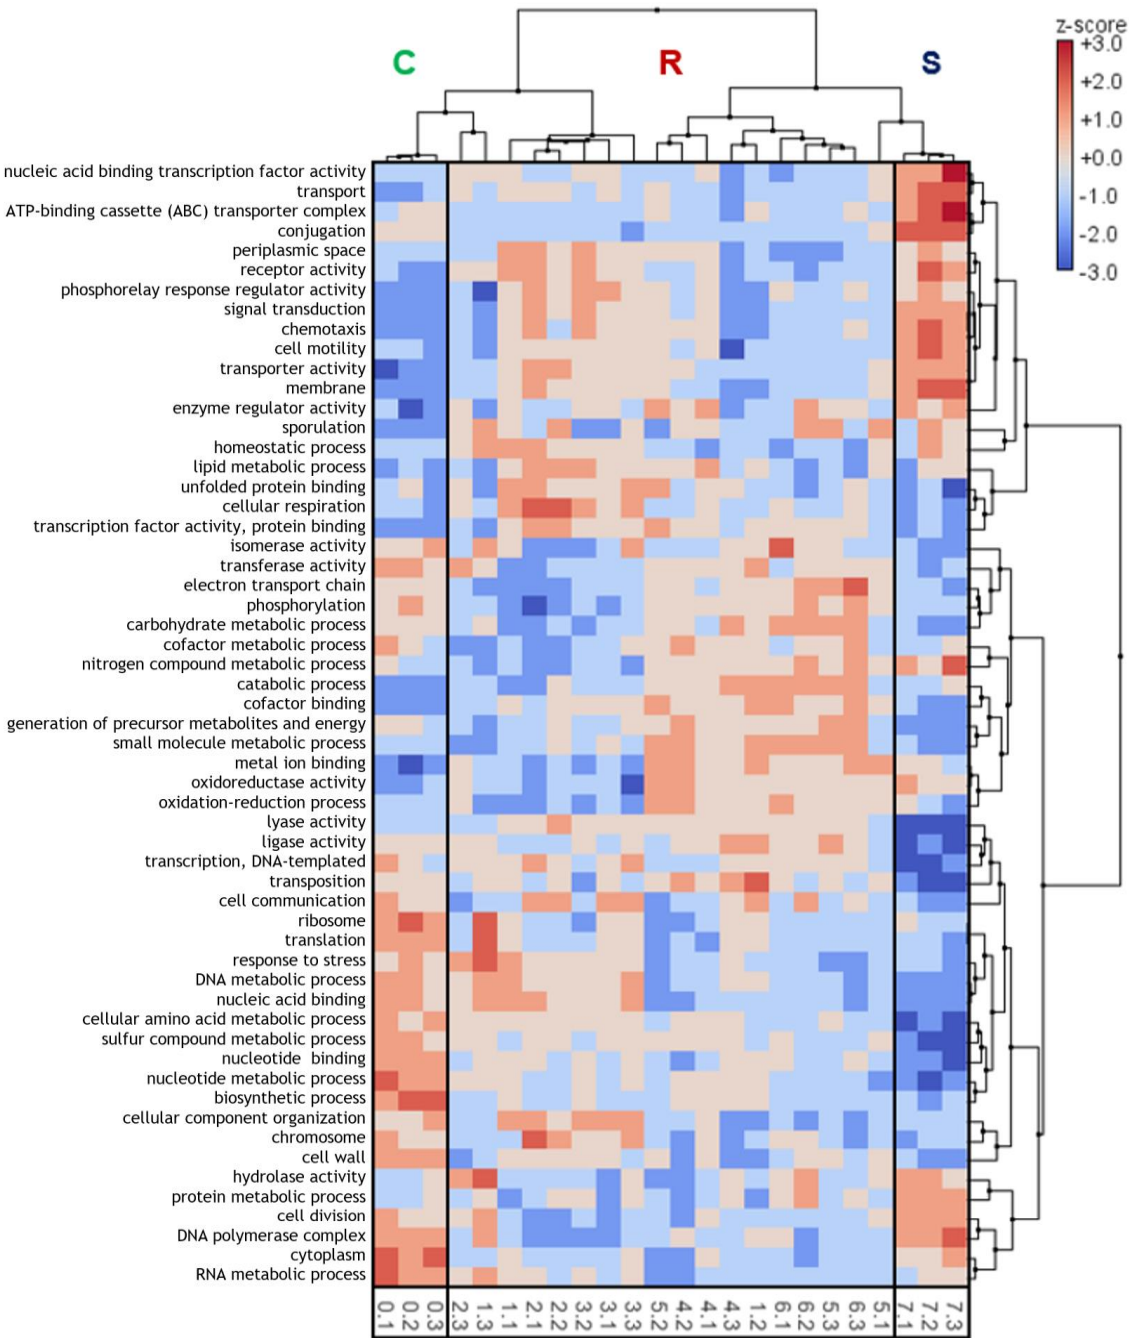 z-score
C R S
+3.0
+2.0
+1.0
+0.0
-1.0
-2.0
-3.0
nucleic acid binding transcription factor activity
transport
ATP-binding cassette (ABC) transporter complex
conjugation
periplasmic space
receptor activity
phosphorelay response regulator activity
signal transduction
chemotaxis
cell motility
transporter activity
membrane
enzyme regulator activity
sporulation
homeostatic process
lipid metabolic process
unfolded protein binding
cellular respiration
transcription factor activity, protein binding
isomerase activity
transferase activity
electron transport chain
phosphorylation
carbohydrate metabolic process
cofactor metabolic process
nitrogen compound metabolic process
catabolic process
cofactor binding
generation of precursor metabolites and energy
small molecule metabolic process
metal ion binding
oxidoreductase activity
oxidation-reduction process
lyase activity
ligase activity
transcription, DNA-templated
transposition
cell communication
ribosome
translation
response to stress
DNA metabolic process
nucleic acid binding
cellular amino acid metabolic process
sulfur compound metabolic process
nucleotide binding
nucleotide metabolic process
biosynthetic process
cellular component organization
chromosome
cell wall
hydrolase activity
protein metabolic process
cell division
DNA polymerase complex
cytoplasm
RNA metabolic process
0.1 0.2 0.3 2.3 1.3 1.1 2.1 2.2 3.2 3.1 3.3 5.2 4.2 4.1 4.3 1.2 6.1 6.2 5.3 6.3 5.1 7.1 7.2 7.3